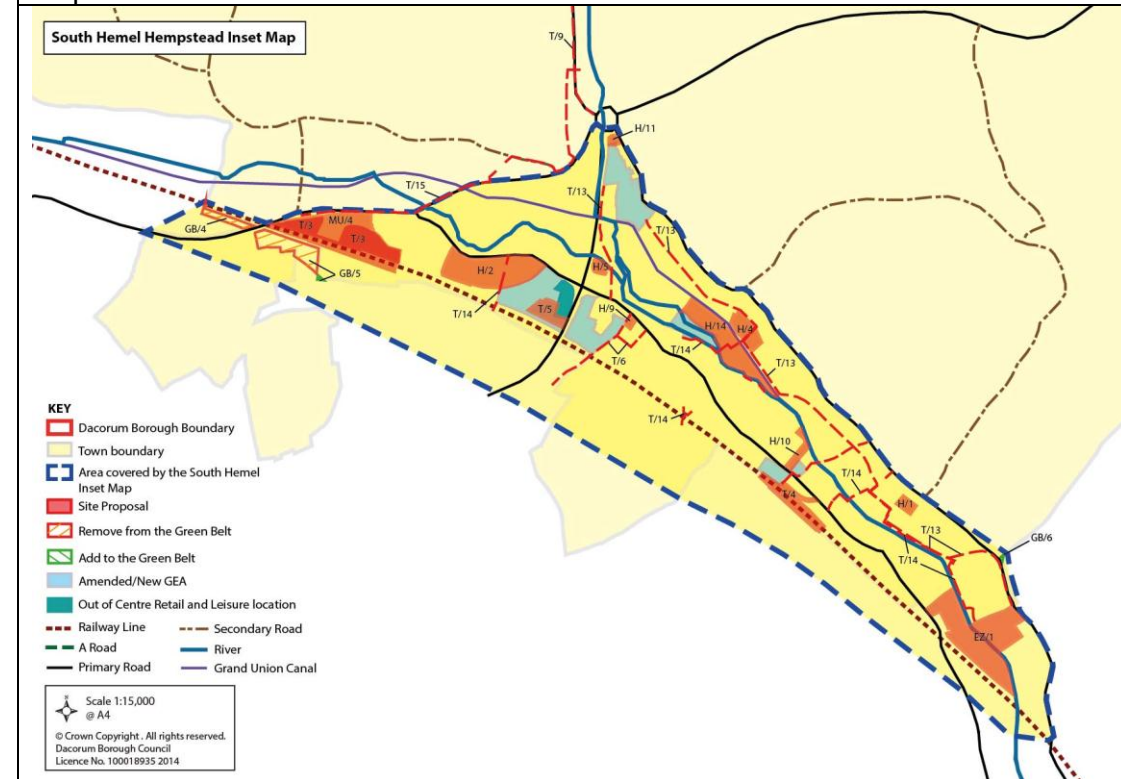 South Hemel Hempstead Inset Map
T/9
H/11
T/15
T/13
MU/4
T/3
GB/4
T/3
T/13
GB/5
H/2
H/5
T/14
T/5
H/9
H/14
H/4
T/14
T/6
T/13
T/14
H/10
T/14
T/4
H/1
T/13
T/14
GB/6
EZ/1
KEY
Dacorum Borough Boundary
Town boundary
Area covered by the South Hemel
Inset Map
Site Proposal
Remove from the Green Belt
Add to the Green Belt
Amended/New GEA
Out of Centre Retail and Leisure location
Railway Line
Secondary Road
A Road
River
Primary Road
Grand Union Canal
N
Scale 1:15,000
@ A4
© Crown Copyright . All rights reserved.
Dacorum Borough Council
Licence No. 100018935 2014